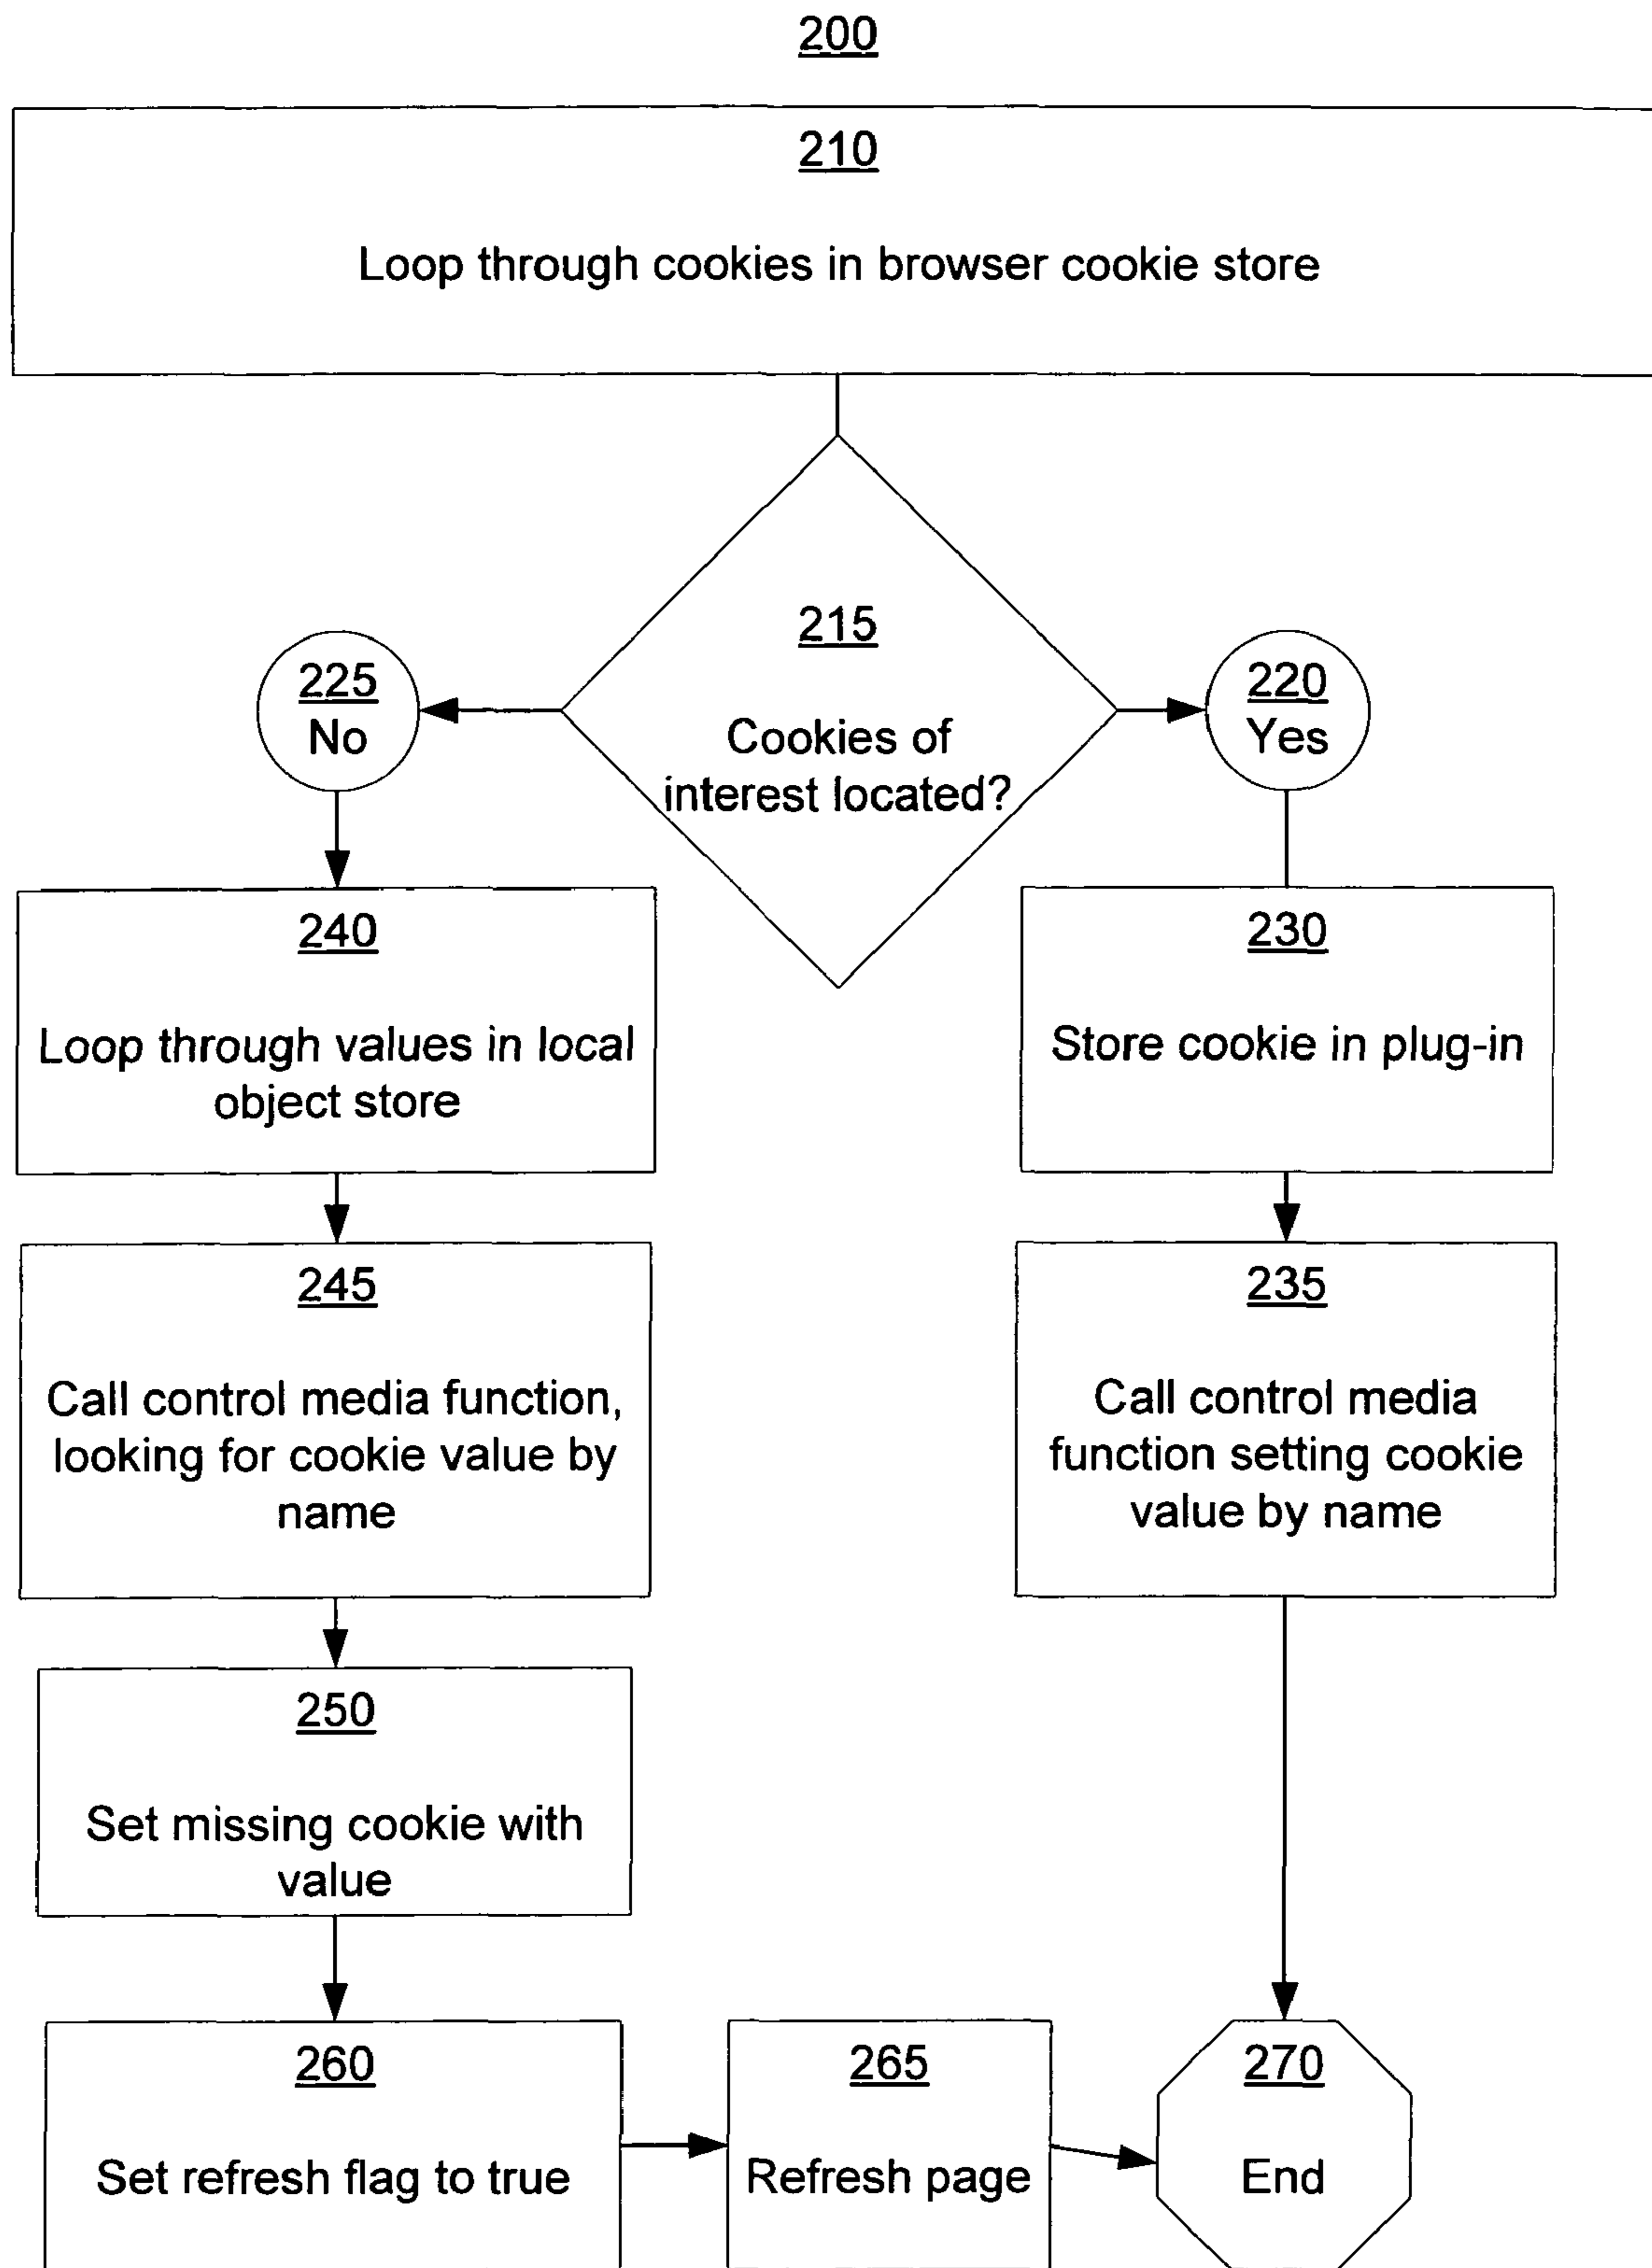 200
210
Loop through cookies in browser cookie store
215
Cookies of
interest located?
225
No
220
Yes
240
Loop through values in local
object store
230
Store cookie in plug-in
245
Call control media function,
looking for cookie value by
name
235
Call control media
function setting cookie
value by name
250
Set missing cookie with
value
260
Set refresh flag to true
265
Refresh page
270
End